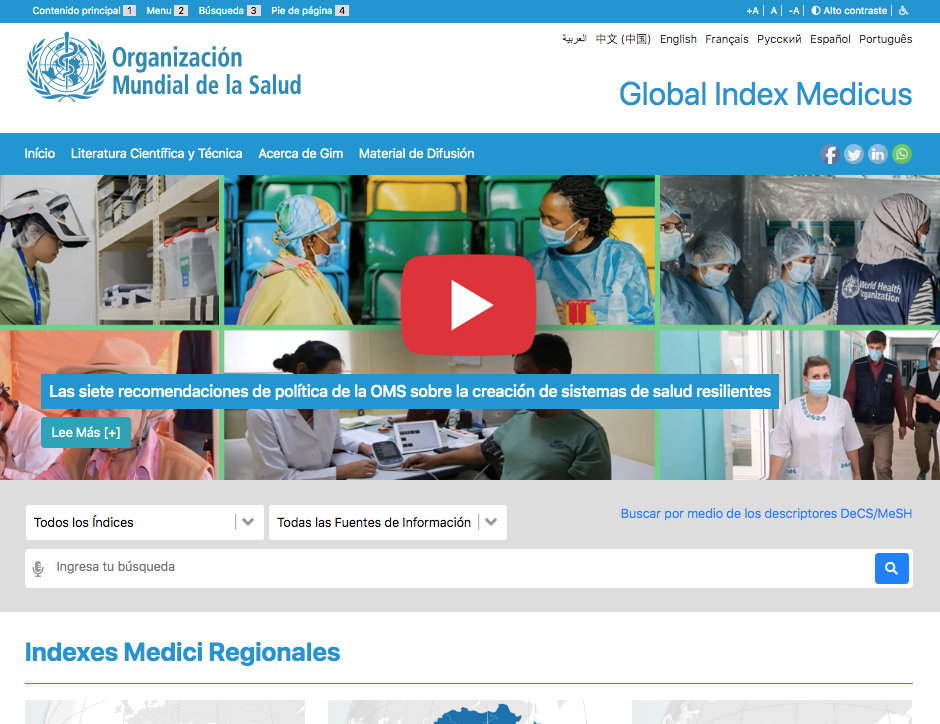 Contenido principal 1 Menu 2 Búsqueda 3 Pie de página 4 +A A -A Alto contraste
العربية 中文 (中国) English Français Русский Español Português
Organización
Mundial de la Salud
Global Index Medicus
Início Literatura Científica y Técnica Acerca de Gim Material de Difusión
World Health
Organization
Las siete recomendaciones de política de la OMS sobre la creación de sistemas de salud resilientes
Lee Más [+]
Todos los Índices Todas las Fuentes de Información Buscar por medio de los descriptores DeCS/MeSH
Ingresa tu búsqueda
Indexes Medici Regionales